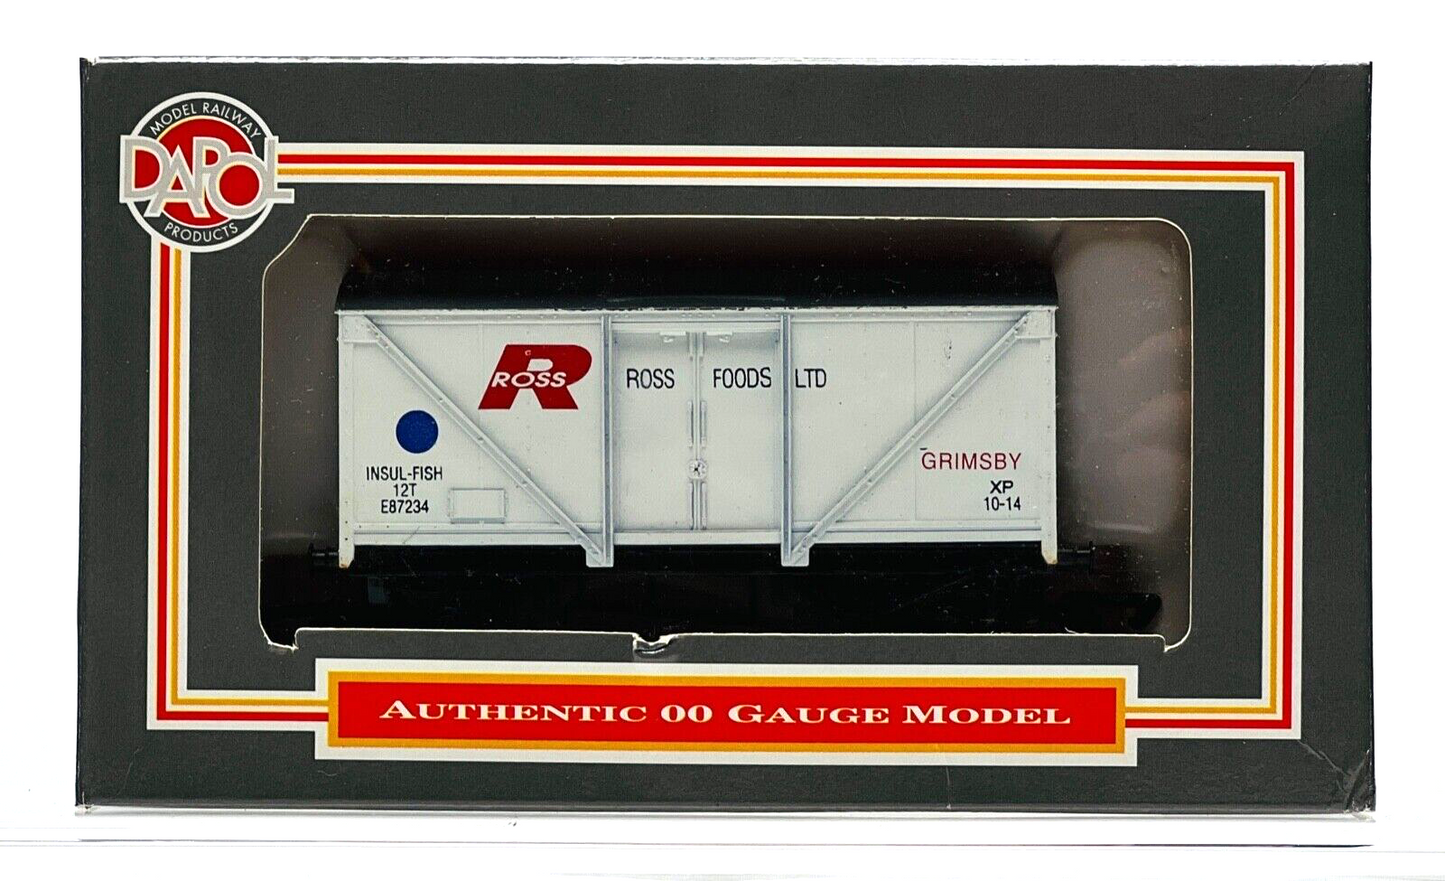 MODEL RAILWAY
DAPOL
PRODUCTS
R
ROSS
ROSS FOODS LTD
INSUL-FISH
12T
E87234
GRIMSBY
XP
10-14
AUTHENTIC 00 GAUGE MODEL